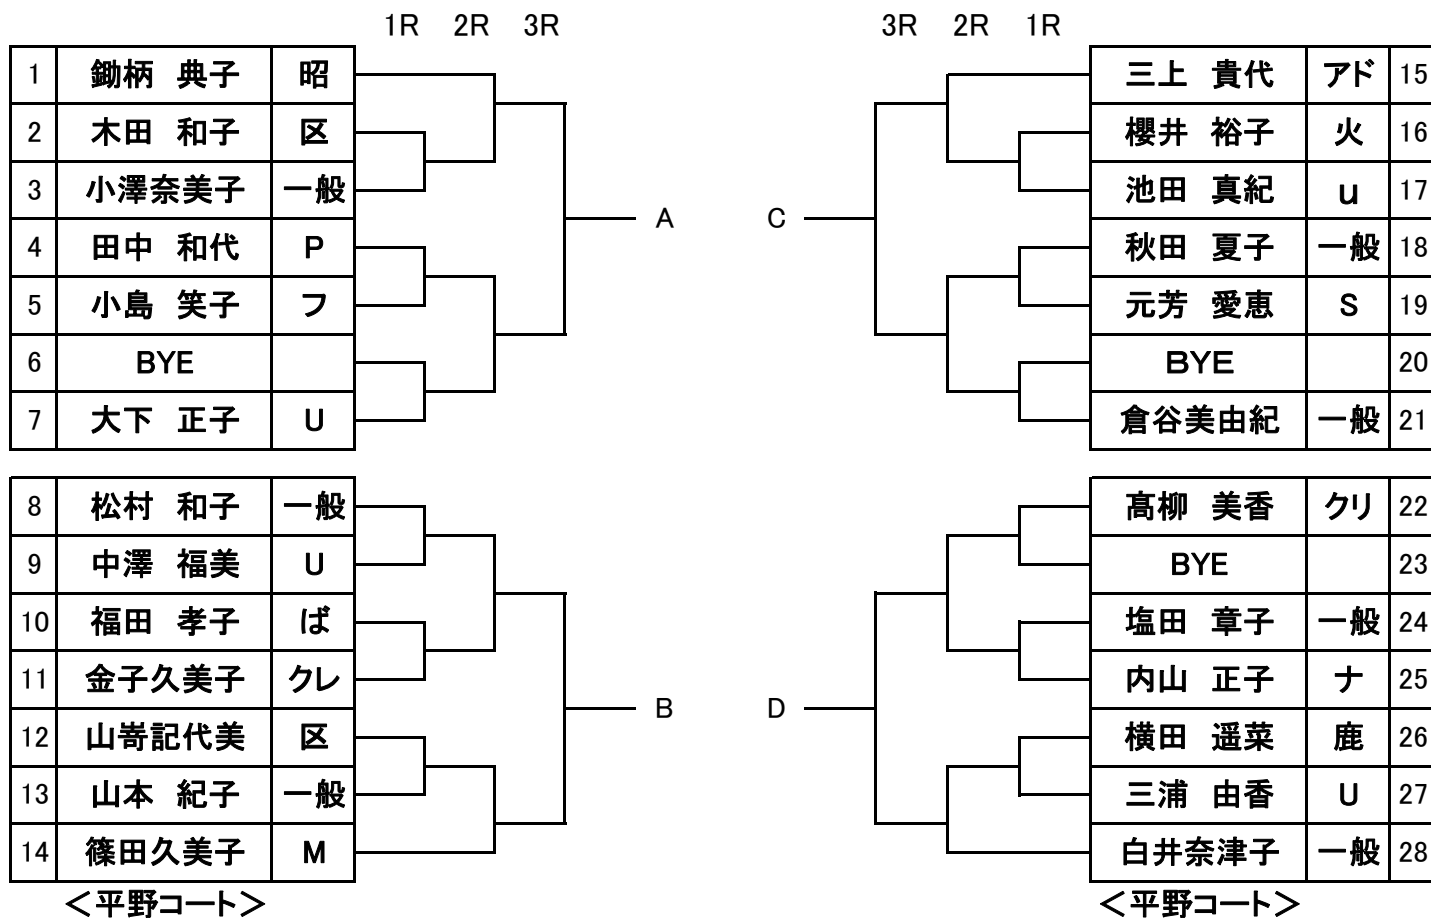 1R 2R 3R 3R 2R 1R
1 鋤柄 典子 昭
2 木田 和子 区
3 小澤奈美子 一般
4 田中 和代 P
5 小島 笑子 フ
6 BYE
7 大下 正子 U
A
8 松村 和子 一般
9 中澤 福美 U
10 福田 孝子 ば
11 金子久美子 クレ
12 山嵜記代美 区
13 山本 紀子 一般
14 篠田久美子 M
B
＜平野コート＞
三上 貴代 アド 15
櫻井 裕子 火 16
池田 真紀 u 17
秋田 夏子 一般 18
元芳 愛恵 S 19
BYE 20
倉谷美由紀 一般 21
C
髙柳 美香 クリ 22
BYE 23
塩田 章子 一般 24
内山 正子 ナ 25
横田 遥菜 鹿 26
三浦 由香 U 27
白井奈津子 一般 28
D
＜平野コート＞